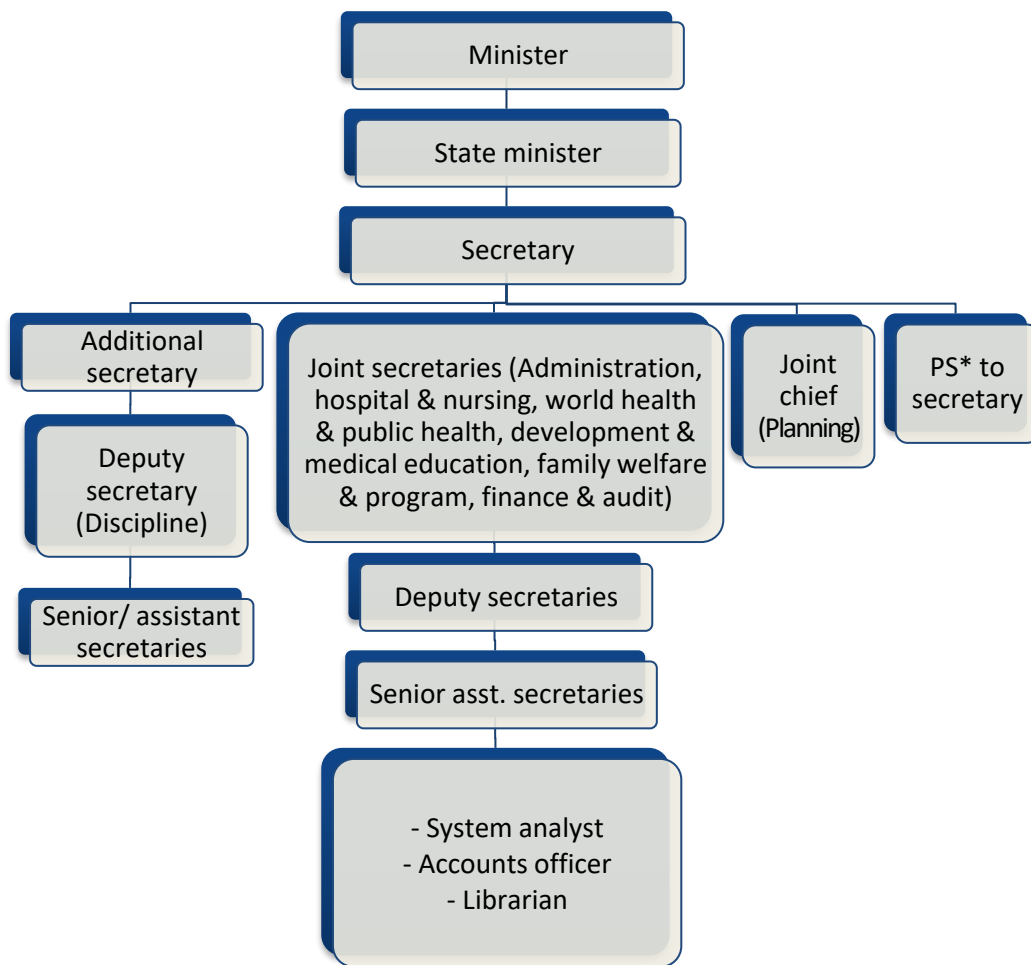 Minister
State minister
Secretary
Additional
secretary
Deputy
secretary
(Discipline)
Senior/ assistant
secretaries
Joint secretaries (Administration,
hospital & nursing, world health
& public health, development &
medical education, family welfare
& program, finance & audit)
Deputy secretaries
Senior asst. secretaries
- System analyst
- Accounts officer
- Librarian
Joint
chief
(Planning)
PS* to
secretary